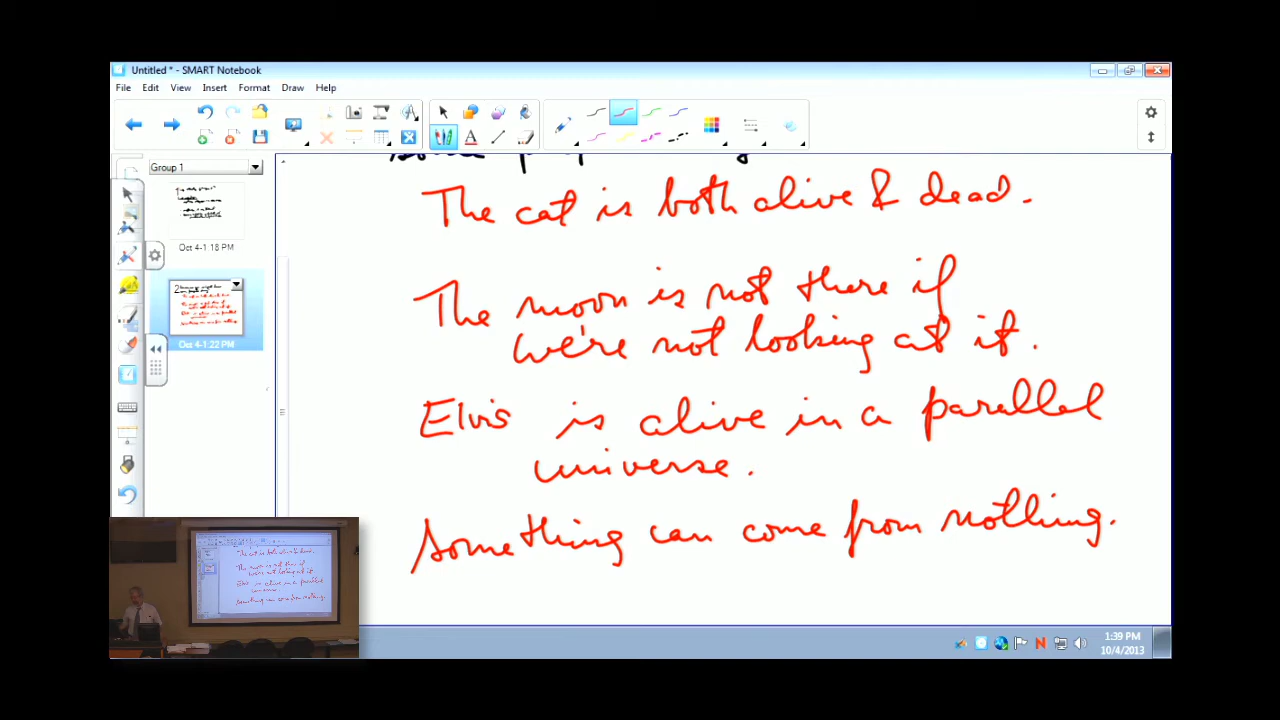 Untitled * - SMART Notebook
File Edit View Insert Format Draw Help
Group 1
Oct 4-1:18 PM
Oct 4-1:22 PM
The cat is both alive & dead.
The moon is not there if
we're not looking at it.
Elvis is alive in a parallel
universe.
Something can come from nothing.
1:39 PM
10/4/2013